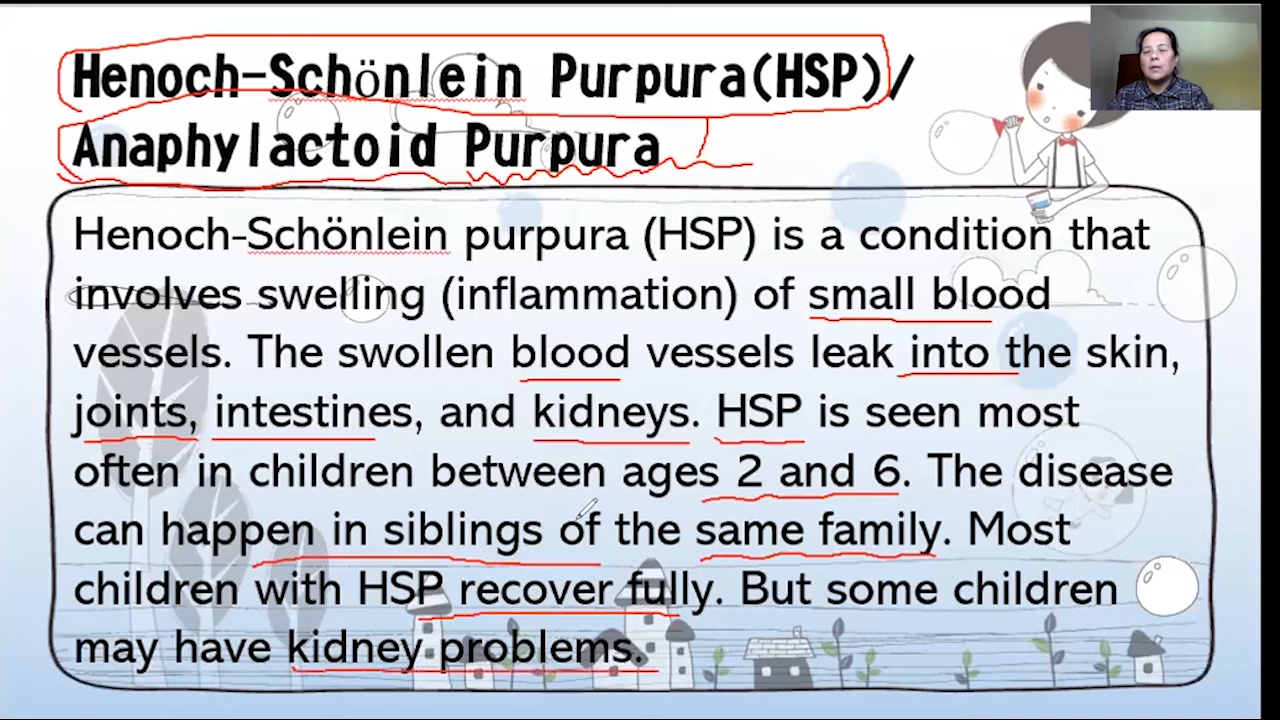 Henoch-Schönlein Purpura(HSP)/
Anaphylactoid Purpura
Henoch-Schönlein purpura (HSP) is a condition that
involves swelling (inflammation) of small blood
vessels. The swollen blood vessels leak into the skin,
joints, intestines, and kidneys. HSP is seen most
often in children between ages 2 and 6. The disease
can happen in siblings of the same family. Most
children with HSP recover fully. But some children
may have kidney problems.